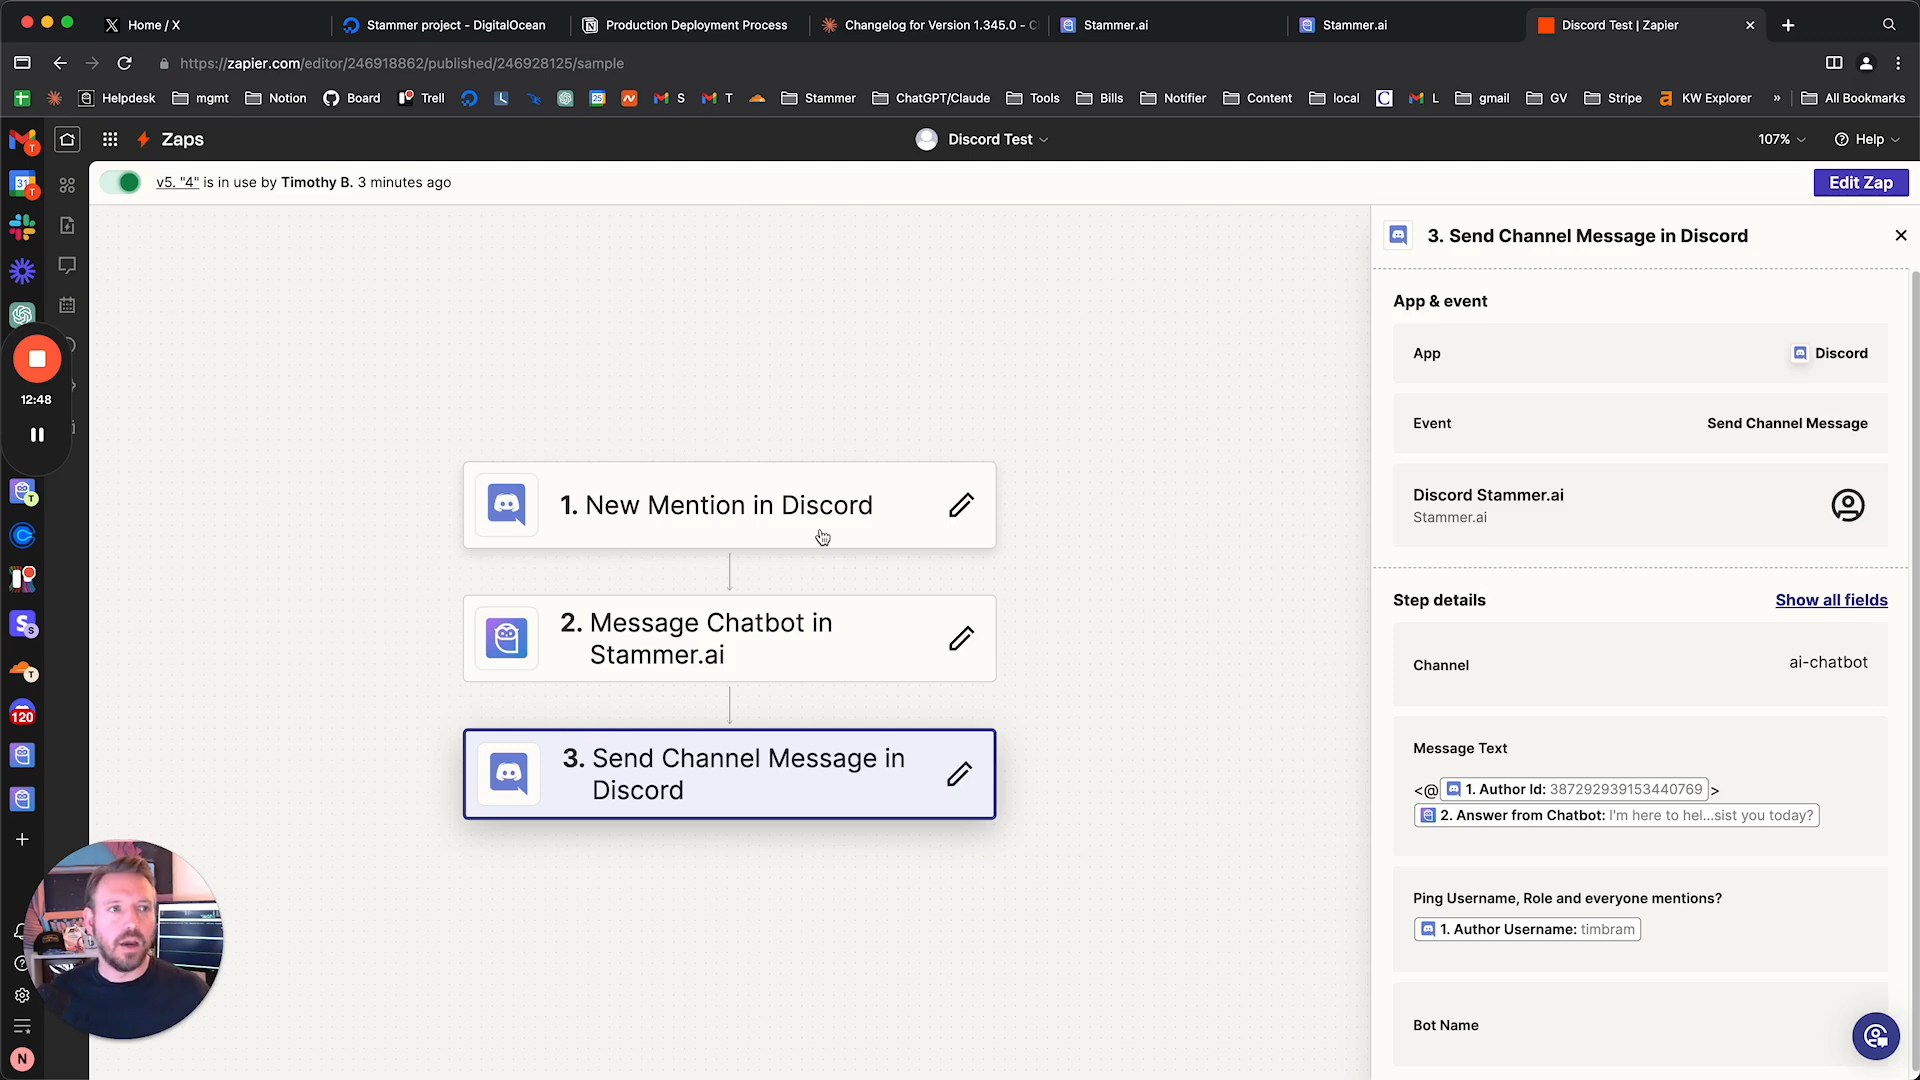 Home / X
Stammer project - DigitalOcean
Production Deployment Process
Changelog for Version 1.345.0 - C
Stammer.ai
Stammer.ai
Discord Test | Zapier
https://zapier.com/editor/246918862/published/246928125/sample
Helpdesk
mgmt
Notion
Board
Trell
S
T
Stammer
ChatGPT/Claude
Tools
Bills
Notifier
Content
local
L
gmail
GV
Stripe
KW Explorer
»
All Bookmarks
Zaps
Discord Test
107%
Help
v5. "4" is in use by Timothy B. 3 minutes ago
Edit Zap
12:48
120
N
1. New Mention in Discord
2. Message Chatbot in
Stammer.ai
3. Send Channel Message in
Discord
3. Send Channel Message in Discord
App & event
App
Discord
Event
Send Channel Message
Discord Stammer.ai
Stammer.ai
Step details
Show all fields
Channel
ai-chatbot
Message Text
<@ 1. Author Id: 387292939153440769 >
2. Answer from Chatbot: I'm here to hel...sist you today?
Ping Username, Role and everyone mentions?
1. Author Username: timbram
Bot Name